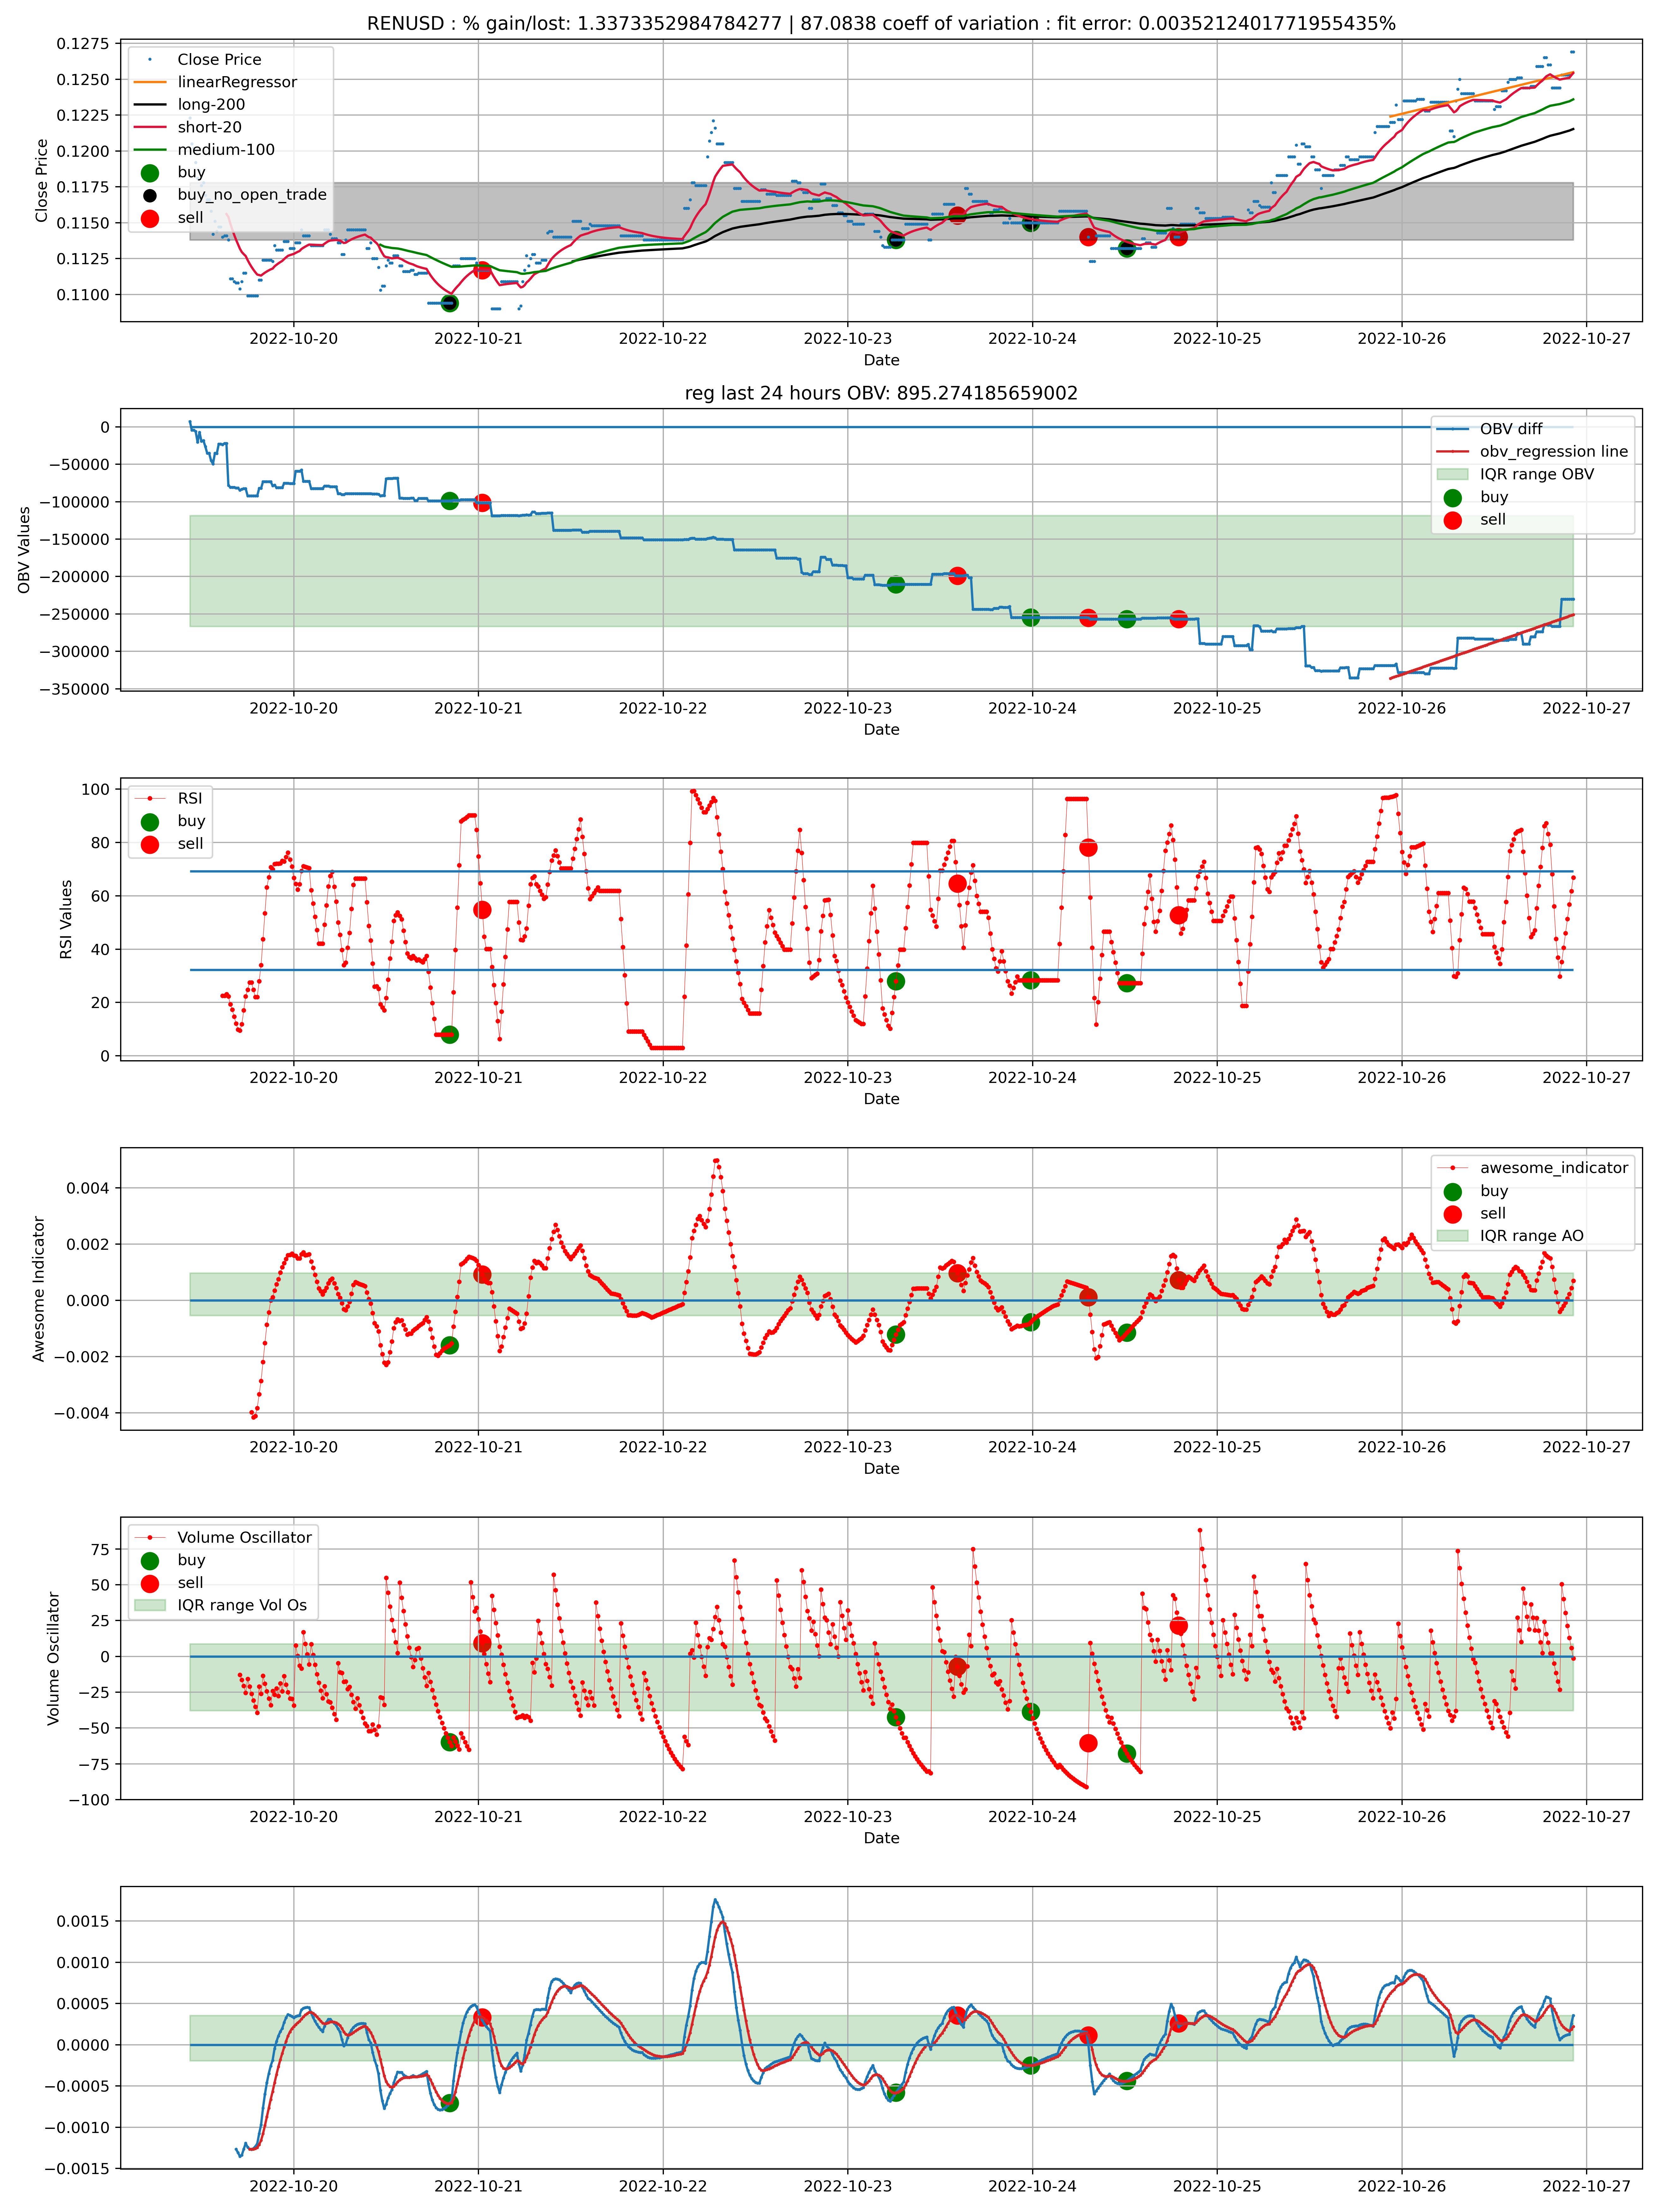 RENUSD : % gain/lost: 1.3373352984784277 | 87.0838 coeff of variation : fit error: 0.0035212401771955435%
0.1275
0.1250
0.1225
0.1200
0.1175
0.1150
0.1125
0.1100
Close Price
Close Price
linearRegressor
long-200
short-20
medium-100
buy
buy_no_open_trade
sell
2022-10-20 2022-10-21 2022-10-22 2022-10-23 2022-10-24 2022-10-25 2022-10-26 2022-10-27
Date
reg last 24 hours OBV: 895.274185659002
0
−50000
−100000
−150000
−200000
−250000
−300000
−350000
OBV Values
OBV diff
obv_regression line
IQR range OBV
buy
sell
2022-10-20 2022-10-21 2022-10-22 2022-10-23 2022-10-24 2022-10-25 2022-10-26 2022-10-27
Date
100
80
60
40
20
0
RSI Values
RSI
buy
sell
2022-10-20 2022-10-21 2022-10-22 2022-10-23 2022-10-24 2022-10-25 2022-10-26 2022-10-27
Date
0.004
0.002
0.000
−0.002
−0.004
Awesome Indicator
awesome_indicator
buy
sell
IQR range AO
2022-10-20 2022-10-21 2022-10-22 2022-10-23 2022-10-24 2022-10-25 2022-10-26 2022-10-27
Date
75
50
25
0
−25
−50
−75
−100
Volume Oscillator
Volume Oscillator
buy
sell
IQR range Vol Os
2022-10-20 2022-10-21 2022-10-22 2022-10-23 2022-10-24 2022-10-25 2022-10-26 2022-10-27
Date
0.0015
0.0010
0.0005
0.0000
−0.0005
−0.0010
−0.0015
2022-10-20 2022-10-21 2022-10-22 2022-10-23 2022-10-24 2022-10-25 2022-10-26 2022-10-27